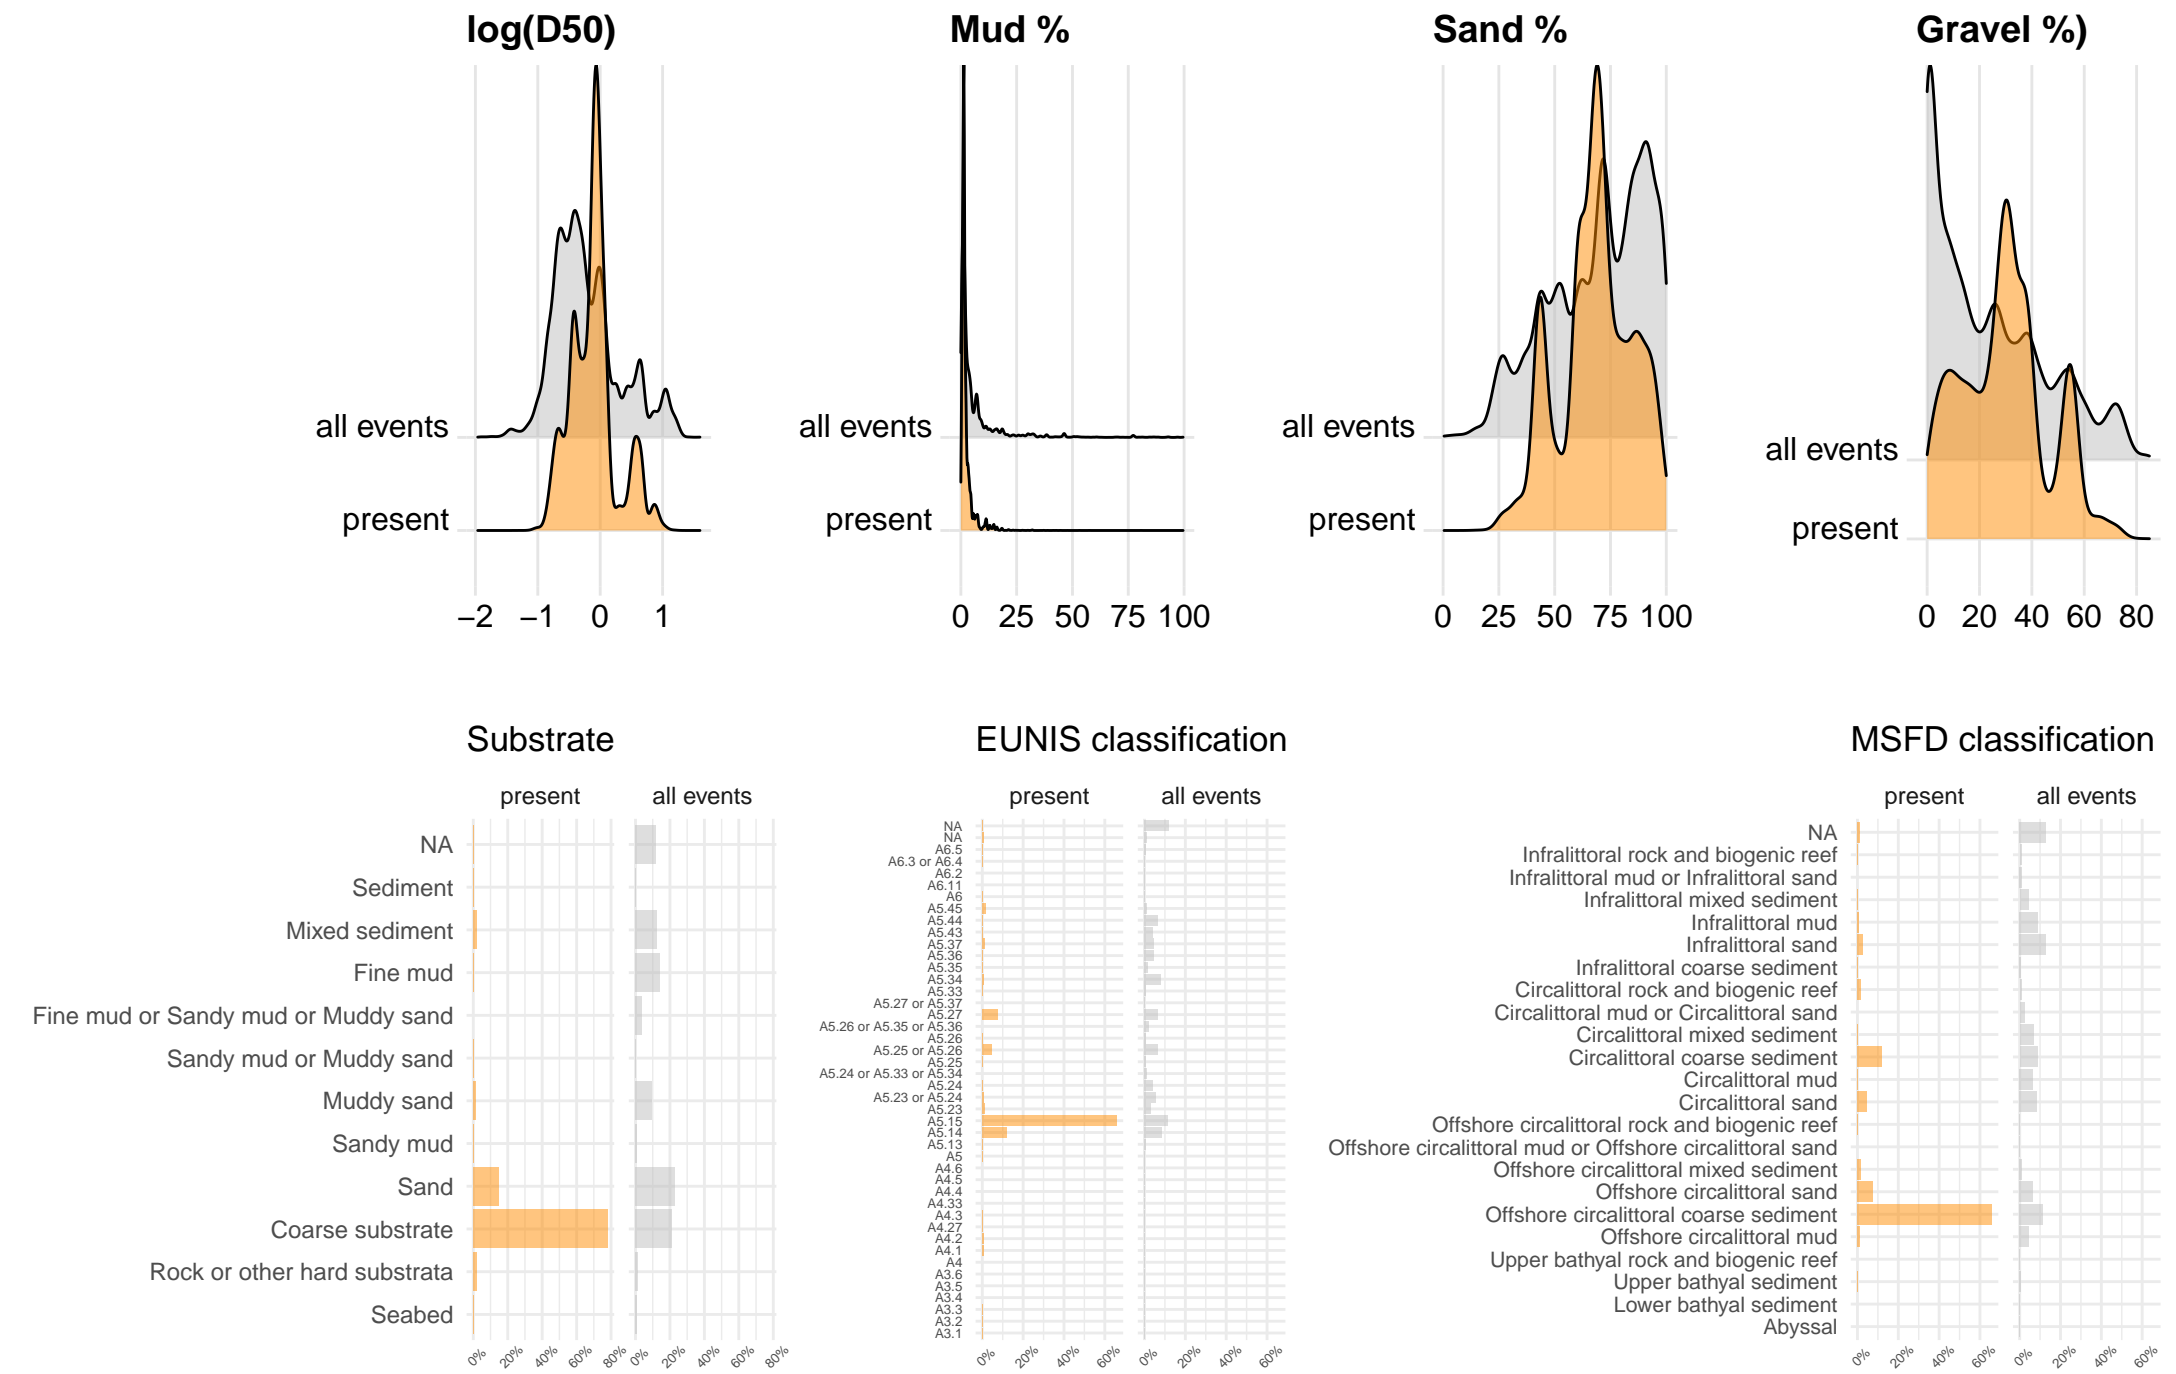 log(D50)
Mud %
Sand %
Gravel %)
all events
present
−2 −1 0 1
all events
present
0 25 50 75 100
all events
present
0 25 50 75 100
all events
present
0 20 40 60 80
Substrate
present all events
NA
Sediment
Mixed sediment
Fine mud
Fine mud or Sandy mud or Muddy sand
Sandy mud or Muddy sand
Muddy sand
Sandy mud
Sand
Coarse substrate
Rock or other hard substrata
Seabed
0% 20% 40% 60% 80% 0% 20% 40% 60% 80%
EUNIS classification
present all events
NA
NA
A6.5
A6.3 or A6.4
A6.2
A6.11
A6
A5.45
A5.44
A5.43
A5.37
A5.36
A5.35
A5.34
A5.33
A5.27 or A5.37
A5.27
A5.26 or A5.35 or A5.36
A5.26
A5.25 or A5.26
A5.25
A5.24 or A5.33 or A5.34
A5.24
A5.23 or A5.24
A5.23
A5.15
A5.14
A5.13
A5
A4.6
A4.5
A4.4
A4.33
A4.3
A4.27
A4.2
A4.1
A4
A3.6
A3.5
A3.4
A3.3
A3.2
A3.1
0% 20% 40% 60% 0% 20% 40% 60%
MSFD classification
present all events
NA
Infralittoral rock and biogenic reef
Infralittoral mud or Infralittoral sand
Infralittoral mixed sediment
Infralittoral mud
Infralittoral sand
Infralittoral coarse sediment
Circalittoral rock and biogenic reef
Circalittoral mud or Circalittoral sand
Circalittoral mixed sediment
Circalittoral coarse sediment
Circalittoral mud
Circalittoral sand
Offshore circalittoral rock and biogenic reef
Offshore circalittoral mud or Offshore circalittoral sand
Offshore circalittoral mixed sediment
Offshore circalittoral sand
Offshore circalittoral coarse sediment
Offshore circalittoral mud
Upper bathyal rock and biogenic reef
Upper bathyal sediment
Lower bathyal sediment
Abyssal
0% 20% 40% 60% 0% 20% 40% 60%